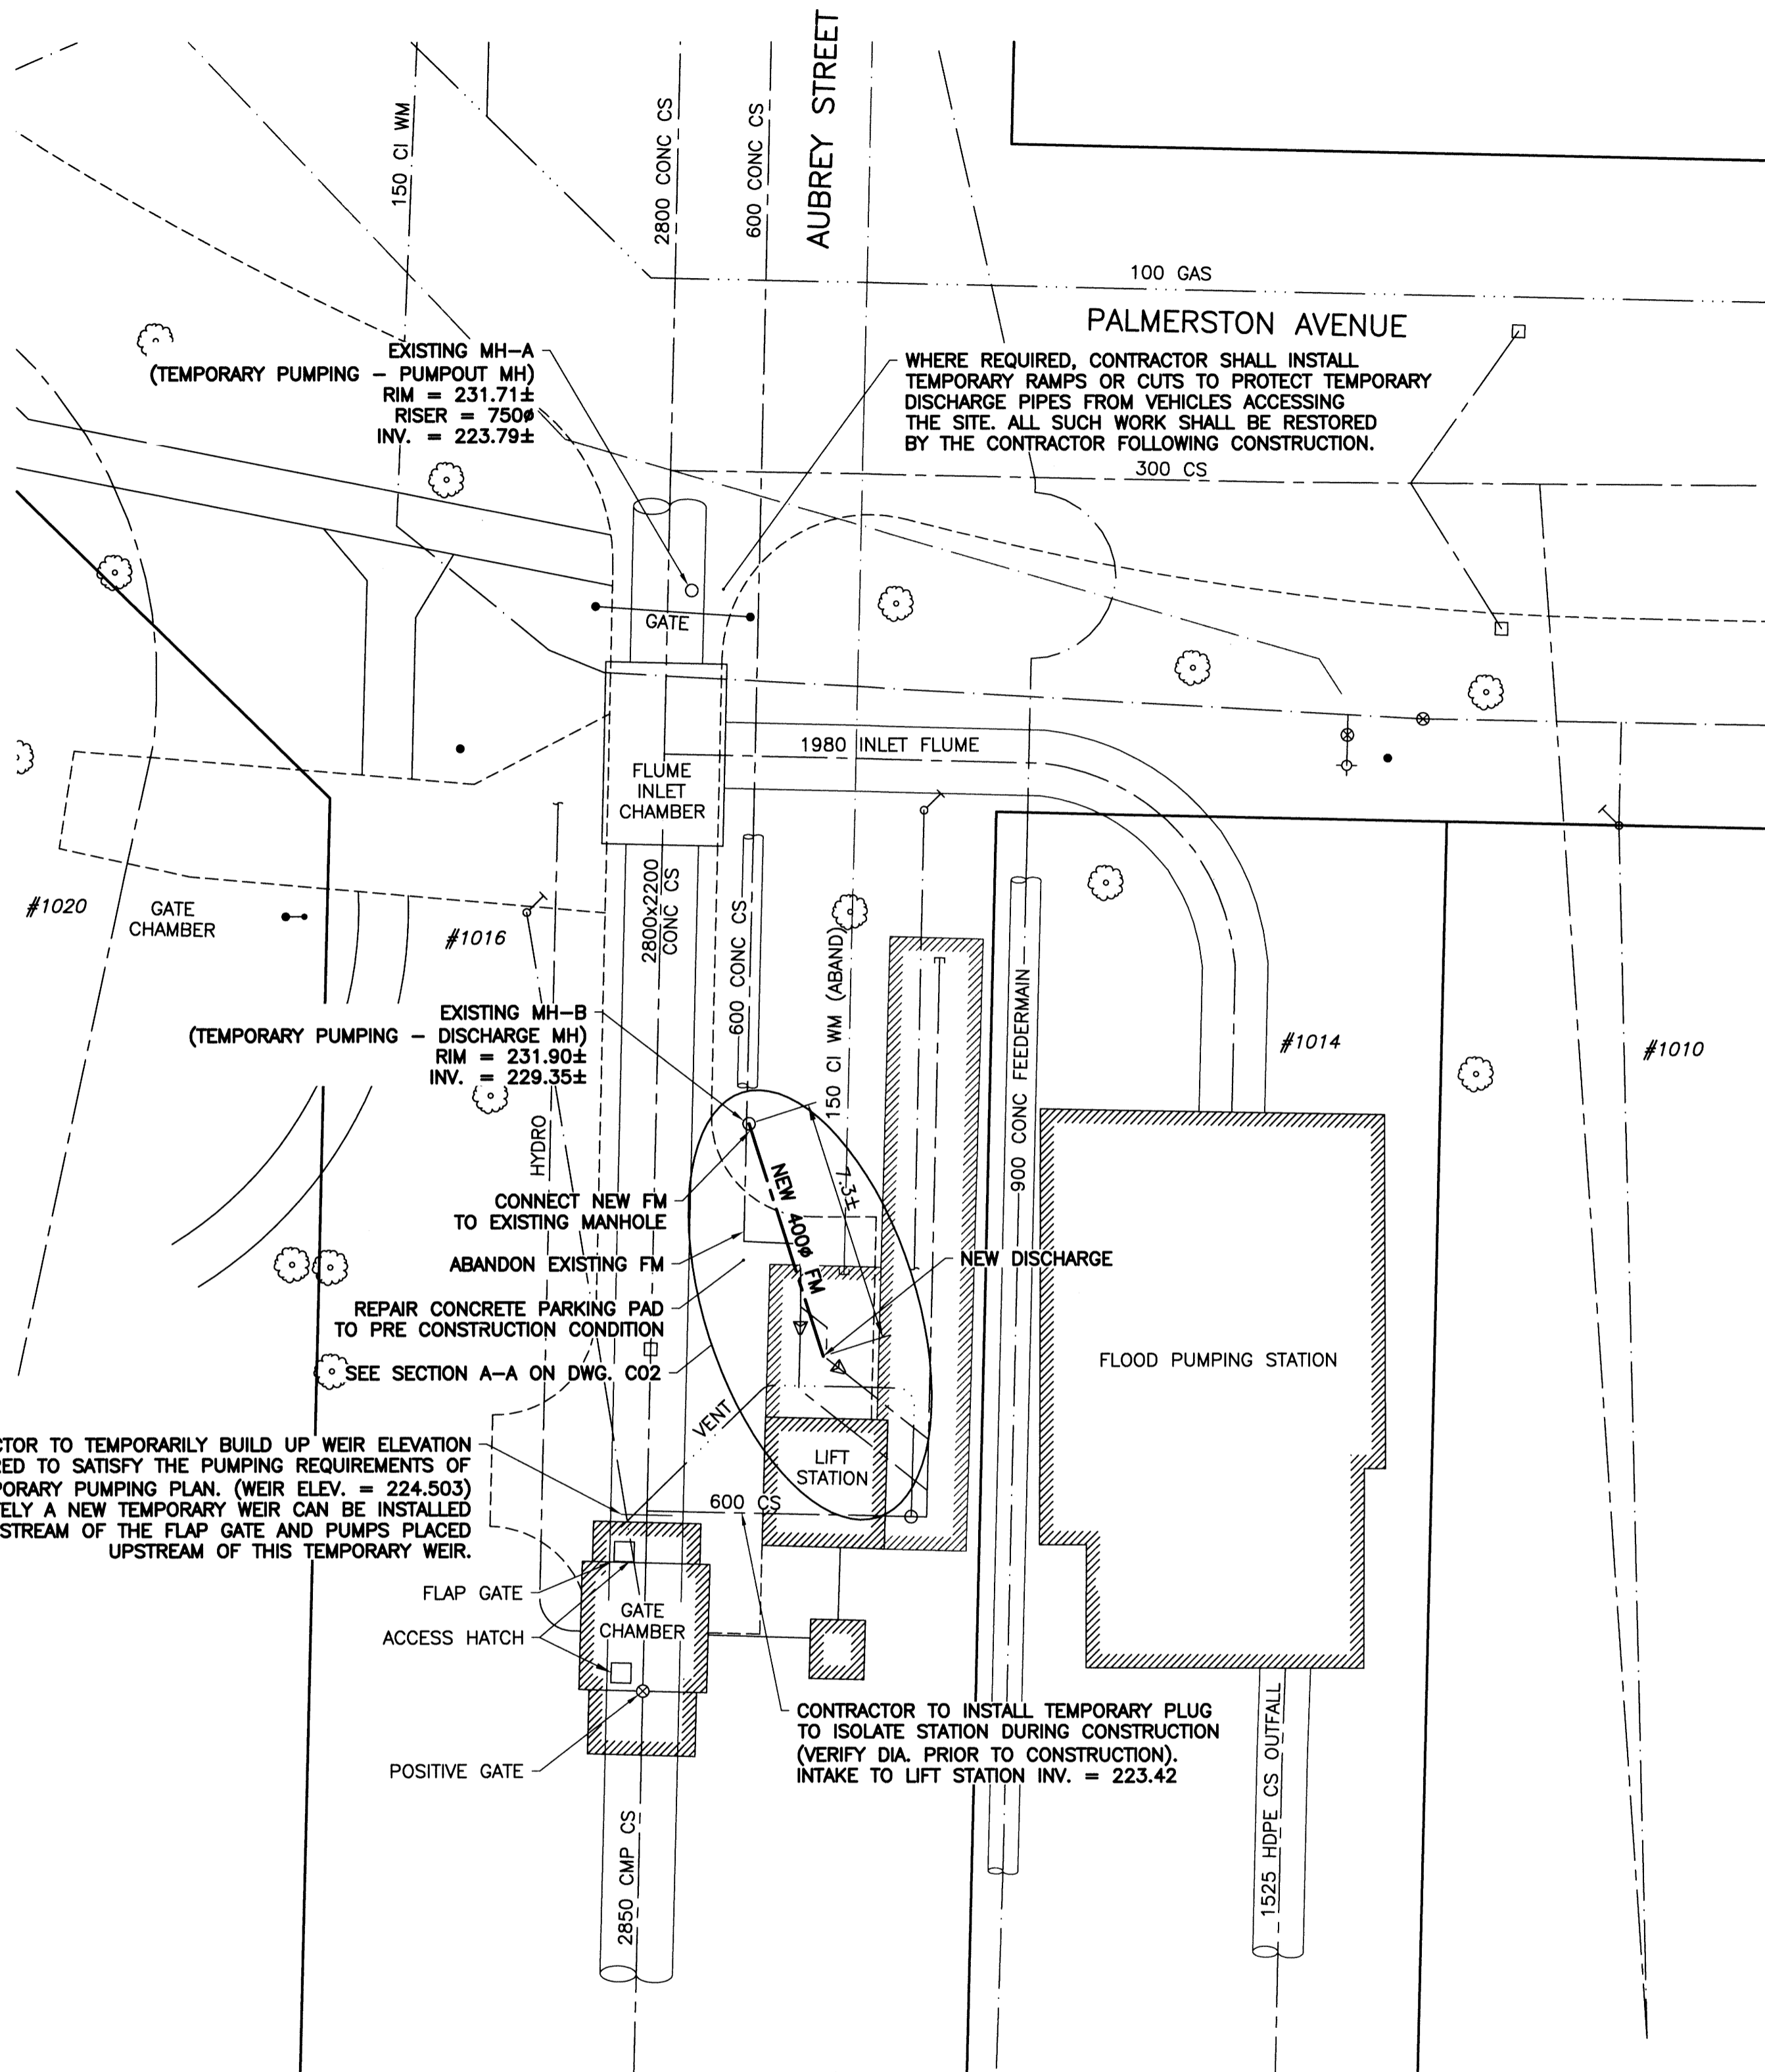 AUBREY STREET
150 CI WM
2800 CONC CS
600 CONC CS
100 GAS
PALMERSTON AVENUE
EXISTING MH-A
(TEMPORARY PUMPING - PUMPOUT MH)
RIM = 231.71±
RISER = 750ø
INV. = 223.79±
WHERE REQUIRED, CONTRACTOR SHALL INSTALL
TEMPORARY RAMPS OR CUTS TO PROTECT TEMPORARY
DISCHARGE PIPES FROM VEHICLES ACCESSING
THE SITE. ALL SUCH WORK SHALL BE RESTORED
BY THE CONTRACTOR FOLLOWING CONSTRUCTION.
300 CS
GATE
1980 INLET FLUME
FLUME
INLET
CHAMBER
2800x2200
CONC CS
600 CONC CS
150 CI WM (ABAND)
#1020
GATE
CHAMBER
#1016
900 CONC FEEDERMAIN
#1014
#1010
EXISTING MH-B
(TEMPORARY PUMPING - DISCHARGE MH)
RIM = 231.90±
INV. = 229.35±
HYDRO
NEW 400ø FM
7.3±
CONNECT NEW FM
TO EXISTING MANHOLE
ABANDON EXISTING FM
NEW DISCHARGE
REPAIR CONCRETE PARKING PAD
TO PRE CONSTRUCTION CONDITION
SEE SECTION A-A ON DWG. C02
FLOOD PUMPING STATION
VENT
LIFT
STATION
600 CS
CTOR TO TEMPORARILY BUILD UP WEIR ELEVATION
RED TO SATISFY THE PUMPING REQUIREMENTS OF
PORARY PUMPING PLAN. (WEIR ELEV. = 224.503)
TELY A NEW TEMPORARY WEIR CAN BE INSTALLED
STREAM OF THE FLAP GATE AND PUMPS PLACED
UPSTREAM OF THIS TEMPORARY WEIR.
FLAP GATE
ACCESS HATCH
GATE
CHAMBER
POSITIVE GATE
CONTRACTOR TO INSTALL TEMPORARY PLUG
TO ISOLATE STATION DURING CONSTRUCTION
(VERIFY DIA. PRIOR TO CONSTRUCTION).
INTAKE TO LIFT STATION INV. = 223.42
2850 CMP CS
1525 HDPE CS OUTFALL